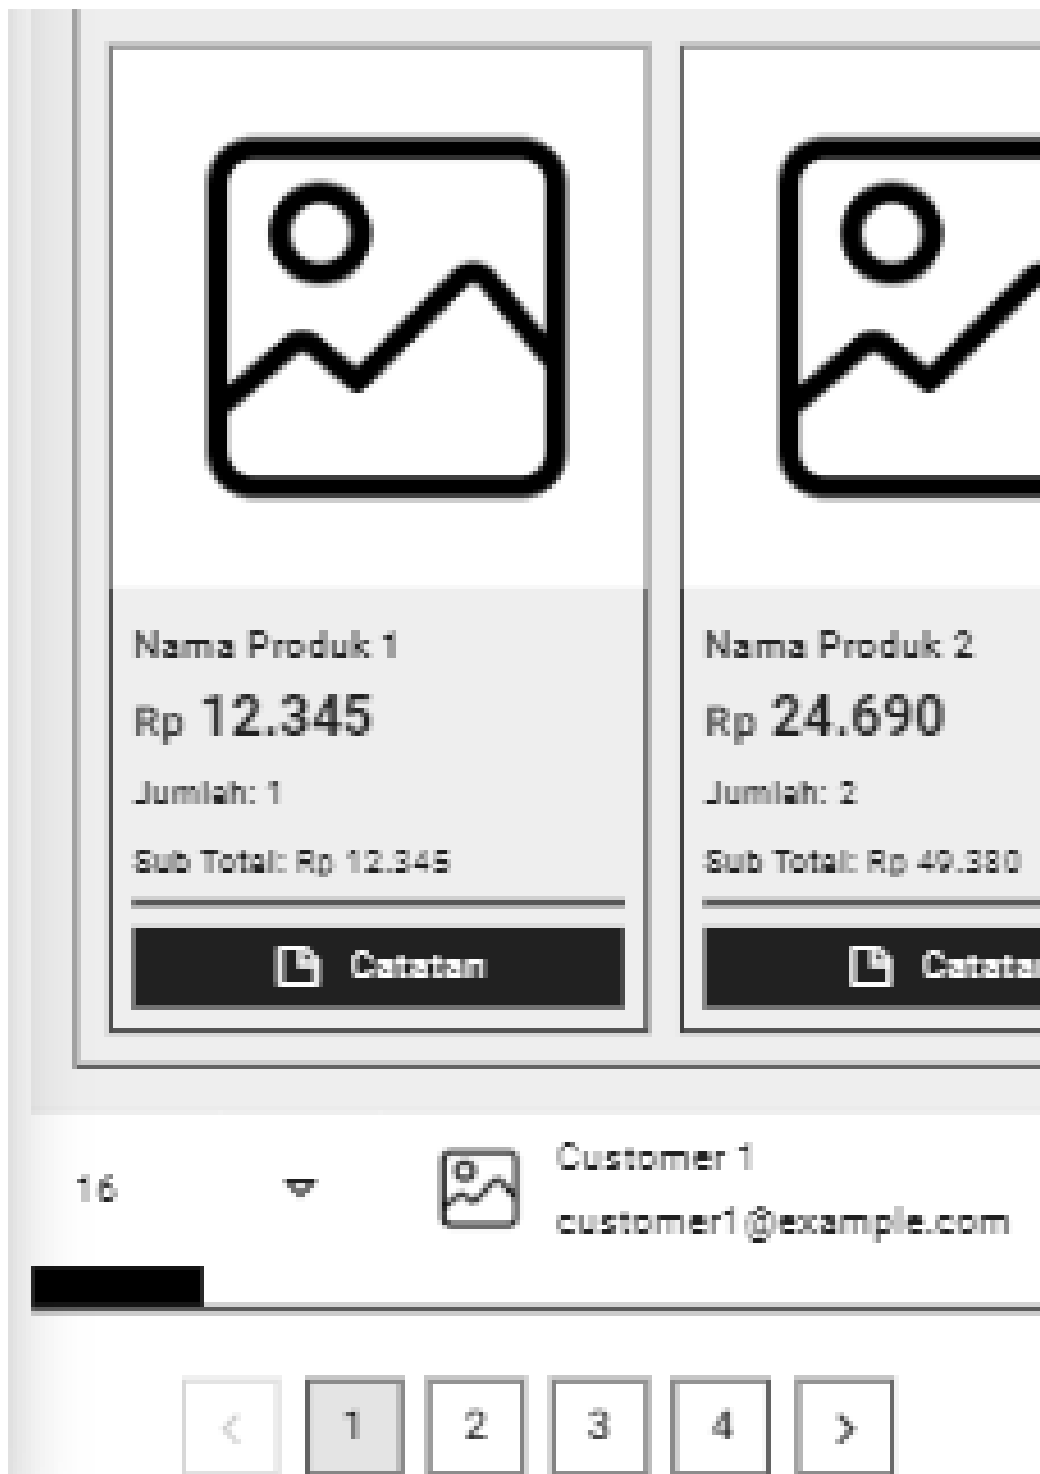 Nama Produk 1
Rp 12.345
Jumlah: 1
Sub Total: Rp 12.345
Catatan
Nama Produk 2
Rp 24.690
Jumlah: 2
Sub Total: Rp 49.380
Catatan
16
Customer 1
customer1@example.com
1 2 3 4